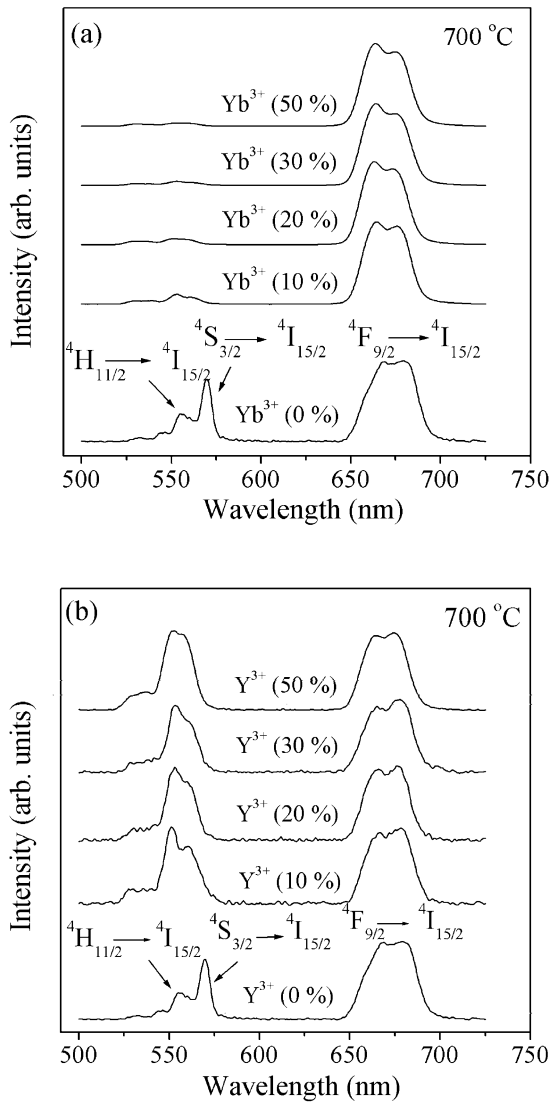 (a)
700 °C
Yb³⁺ (50 %)
Yb³⁺ (30 %)
Yb³⁺ (20 %)
Yb³⁺ (10 %)
⁴S₃/₂ → ⁴I₁₅/₂
⁴F₉/₂ → ⁴I₁₅/₂
⁴H₁₁/₂ → ⁴I₁₅/₂
Yb³⁺ (0 %)
Intensity (arb. units)
500 550 600 650 700 750
Wavelength (nm)
(b)
700 °C
Y³⁺ (50 %)
Y³⁺ (30 %)
Y³⁺ (20 %)
Y³⁺ (10 %)
⁴H₁₁/₂ → ⁴I₁₅/₂
⁴S₃/₂ → ⁴I₁₅/₂
⁴F₉/₂ → ⁴I₁₅/₂
Y³⁺ (0 %)
Intensity (arb. units)
500 550 600 650 700 750
Wavelength (nm)